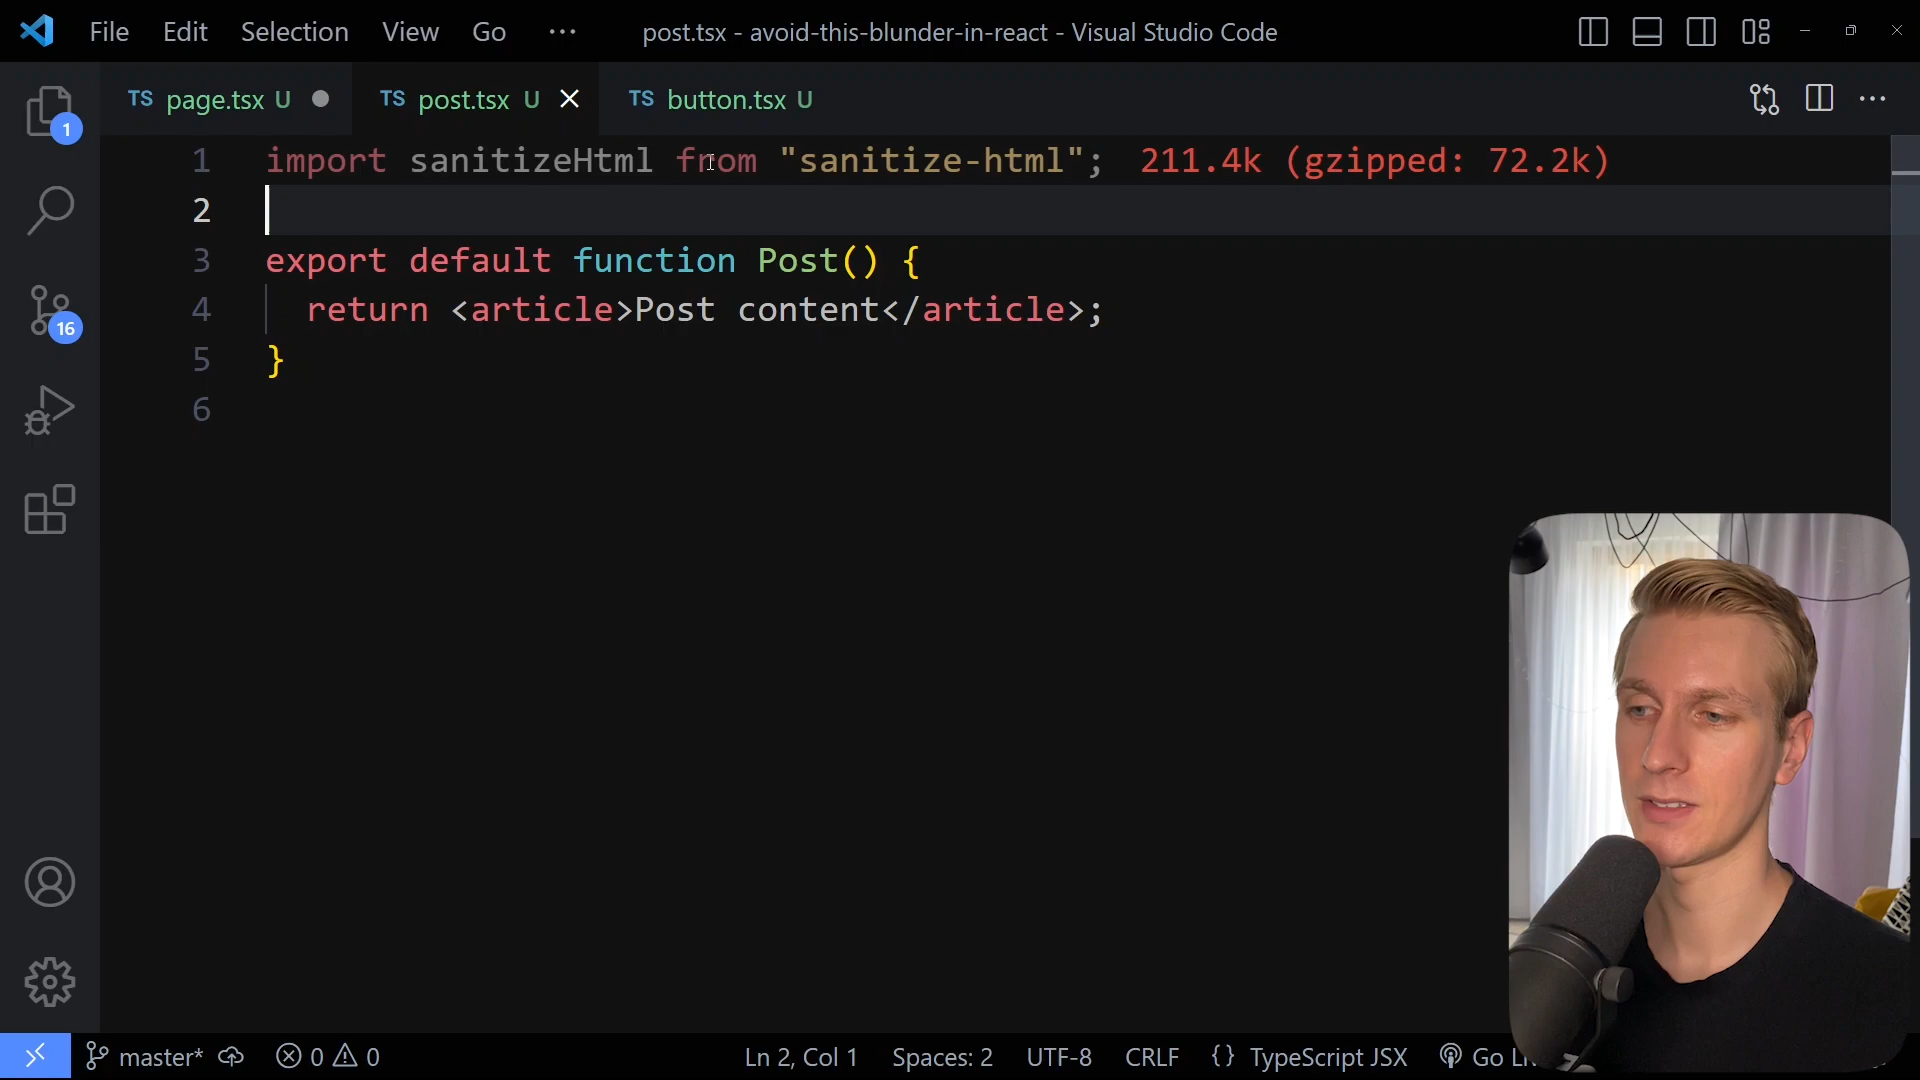 File Edit Selection View Go ··· post.tsx - avoid-this-blunder-in-react - Visual Studio Code
TS page.tsx U TS post.tsx U TS button.tsx U
1
1 import sanitizeHtml from "sanitize-html"; 211.4k (gzipped: 72.2k)
2
3 export default function Post() {
4 return <article>Post content</article>;
5 }
6
16
master* 0 0 Ln 2, Col 1 Spaces: 2 UTF-8 CRLF {} TypeScript JSX Go